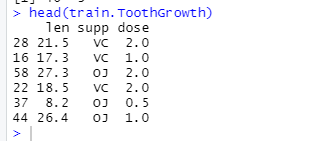 > head(train.ToothGrowth)
len supp dose
28 21.5 VC 2.0
16 17.3 VC 1.0
58 27.3 OJ 2.0
22 18.5 VC 2.0
37 8.2 OJ 0.5
44 26.4 OJ 1.0
>